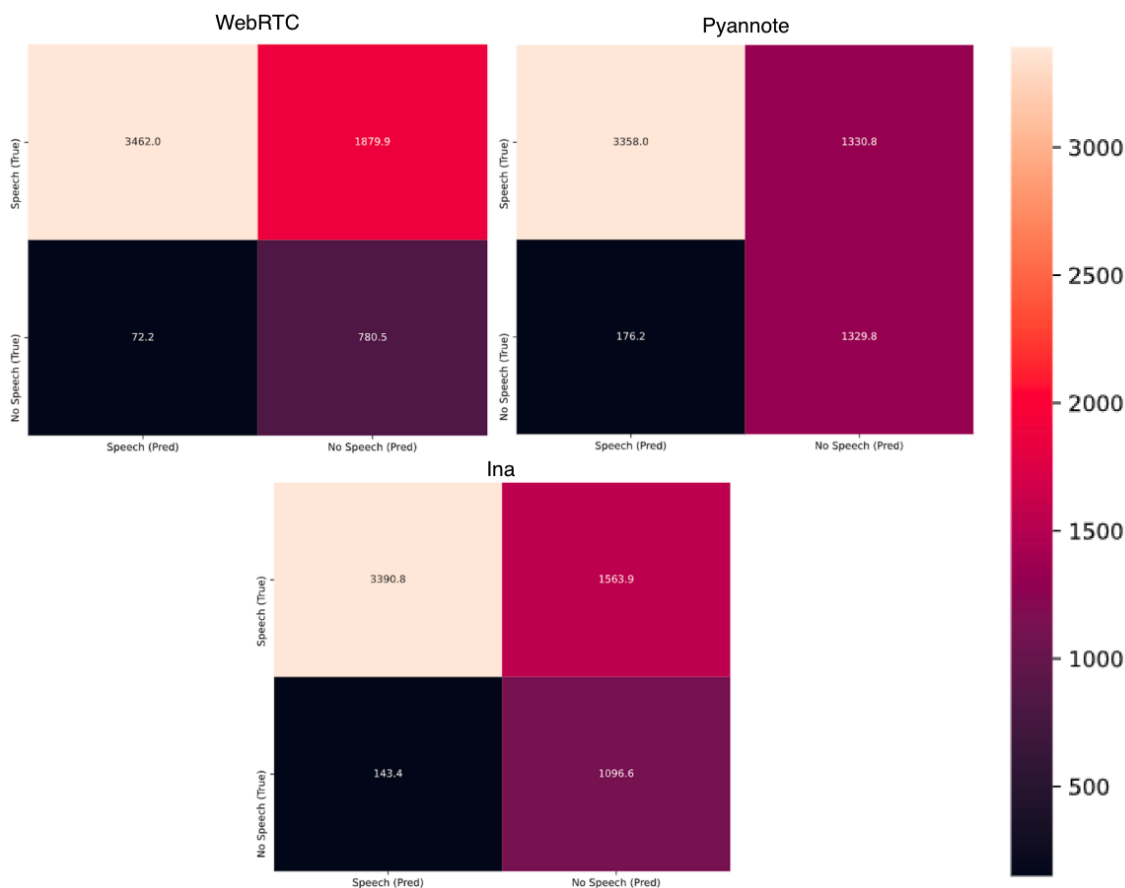 WebRTC
Speech (True)
3462.0
1879.9
No Speech (True)
72.2
780.5
Speech (Pred)
No Speech (Pred)
Pyannote
Speech (True)
3358.0
1330.8
No Speech (True)
176.2
1329.8
Speech (Pred)
No Speech (Pred)
Ina
Speech (True)
3390.8
1563.9
No Speech (True)
143.4
1096.6
Speech (Pred)
No Speech (Pred)
3000
2500
2000
1500
1000
500